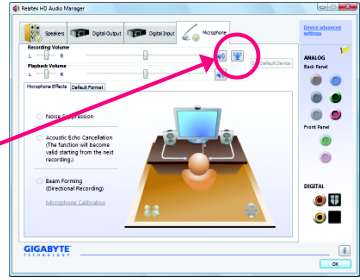 Realtek HD Audio Manager
Speakers
Digital Output
Digital Input
Microphone
Device advanced
settings
Recording Volume
L R
Default Device
Playback Volume
L R
ANALOG
Back Panel
Microphone Effects
Default Format
Noise Suppression
Acoustic Echo Cancellation
(The function will become
valid starting from the next
recording.)
Front Panel
Beam Forming
(Directional Recording)
Microphone Calibration
DIGITAL
GIGABYTE
TECHNOLOGY
i
OK